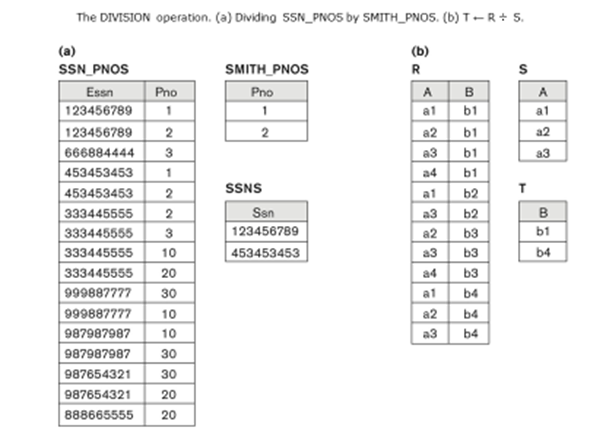 The DIVISION operation. (a) Dividing SSN_PNOS by SMITH_PNOS. (b) T ← R ÷ S.
(a)
SSN_PNOS
Essn Pno
123456789 1
123456789 2
666884444 3
453453453 1
453453453 2
333445555 2
333445555 3
333445555 10
333445555 20
999887777 30
999887777 10
987987987 10
987987987 30
987654321 30
987654321 20
888665555 20
SMITH_PNOS
Pno
1
2
SSNS
Ssn
123456789
453453453
(b)
R
A B
a1 b1
a2 b1
a3 b1
a4 b1
a1 b2
a3 b2
a2 b3
a3 b3
a4 b3
a1 b4
a2 b4
a3 b4
S
A
a1
a2
a3
T
B
b1
b4